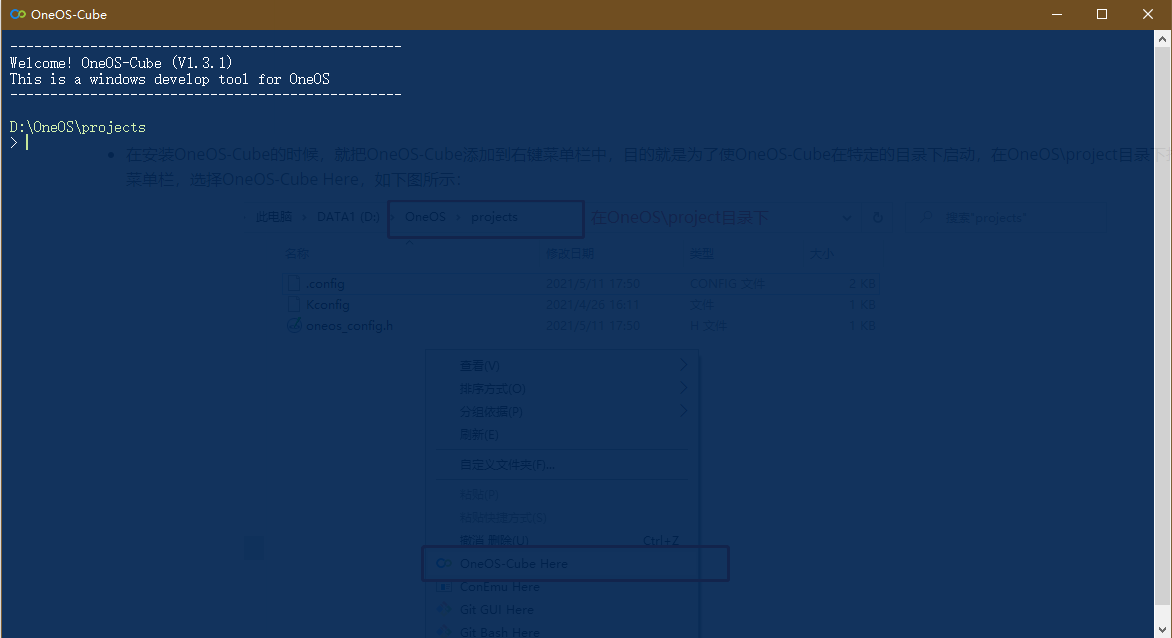 OneOS-Cube
------------------------------------------------
Welcome! OneOS-Cube (V1.3.1)
This is a windows develop tool for OneOS
------------------------------------------------
D:\OneOS\projects
>
在安装OneOS-Cube的时候，就把OneOS-Cube添加到右键菜单栏中，目的就是为了使OneOS-Cube在特定的目录下启动，在OneOS\project目录下
菜单栏，选择OneOS-Cube Here，如下图所示：
此电脑 > DATA1 (D:) > OneOS > projects 在OneOS\project目录下 搜索"projects"
名称 修改日期 类型 大小
.config 2021/5/11 17:50 CONFIG 文件 2 KB
Kconfig 2021/4/26 16:11 文件 1 KB
oneos_config.h 2021/5/11 17:50 H 文件 1 KB
查看(V)
排序方式(O)
分组依据(P)
刷新(E)
自定义文件夹(F)...
粘贴(P)
粘贴快捷方式(S)
撤消 删除(U) Ctrl+Z
OneOS-Cube Here
ConEmu Here
Git GUI Here
Git Bash Here